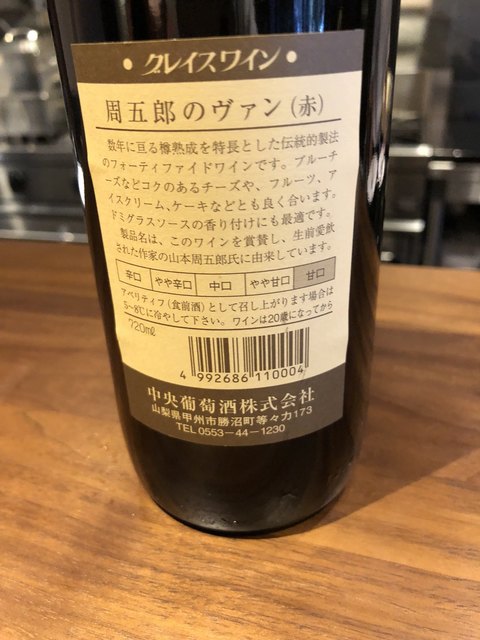 • グレイスワイン •
周五郎のヴァン(赤)
数年に亘る樽熟成を特長とした伝統的製法
のフォーティファイドワインです。ブルーチ
ーズなどコクのあるチーズや、フルーツ、ア
イスクリーム、ケーキなどとも良く合います。
ドミグラスソースの香り付けにも最適です。
製品名は、このワインを賞賛し、生前愛飲
された作家の山本周五郎氏に由来しています。
辛口 やや辛口 中口 やや甘口 甘口
アペリティフ(食前酒)として召し上がります場合は
5~8℃に冷やして下さい。ワインは20歳になってから
720ml
4 992686 110004
中央葡萄酒株式会社
山梨県甲州市勝沼町等々力173
TEL 0553-44-1230